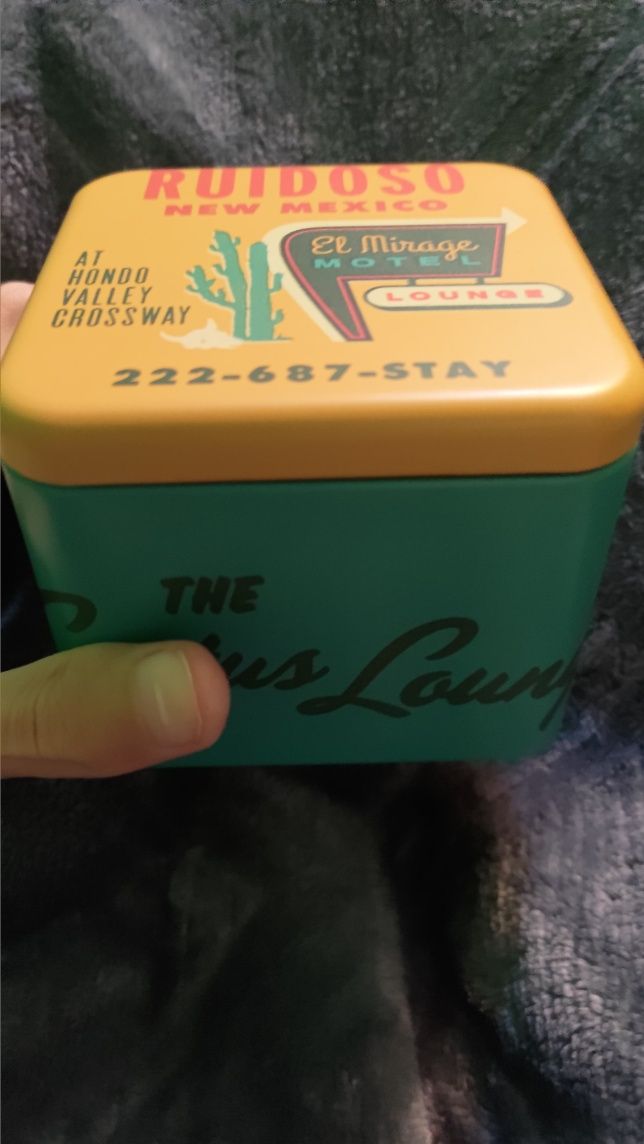 RUIDOSO
NEW MEXICO
AT
HONDO
VALLEY
CROSSWAY
El Mirage
MOTEL
LOUNGE
222-687-STAY
THE